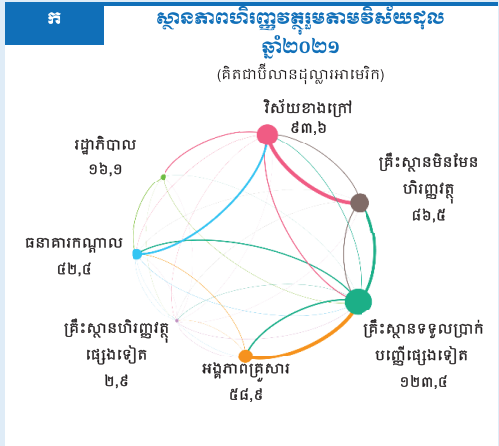 ក
ស្ថានភាពហិរញ្ញវត្ថុរួមតាមវិស័យដុល
ឆ្នាំ២០២១
(គិតជាប៊ីលានដុល្លារអាមេរិក)
វិស័យខាងក្រៅ
៩៣,៦
រដ្ឋាភិបាល
១៦,១
គ្រឹះស្ថានមិនមែន
ហិរញ្ញវត្ថុ
៨៦,៥
ធនាគារកណ្តាល
៤២,៤
គ្រឹះស្ថានហិរញ្ញវត្ថុ
ផ្សេងទៀត
២,៩
អង្គភាពគ្រួសារ
៥៨,៩
គ្រឹះស្ថានទទួលប្រាក់
បញ្ញើផ្សេងទៀត
១២៣,៤